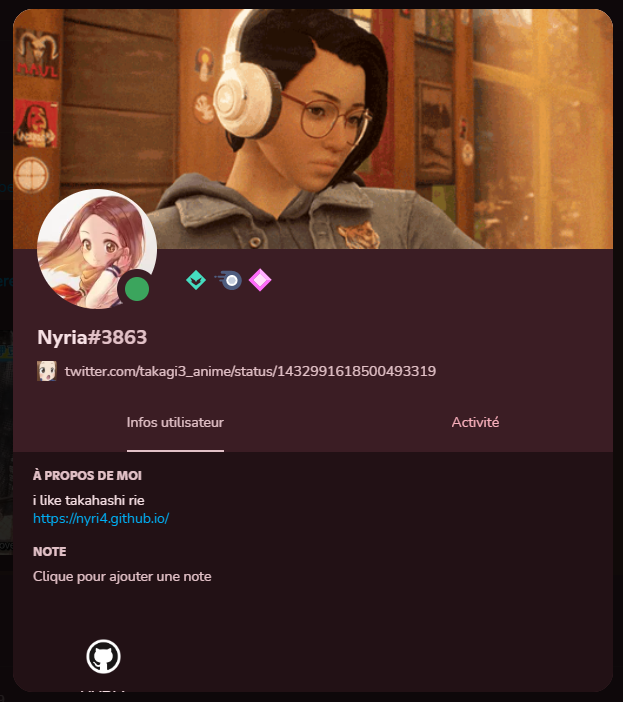 Nyria#3863
twitter.com/takagi3_anime/status/1432991618500493319
Infos utilisateur
Activité
À PROPOS DE MOI
i like takahashi rie
https://nyri4.github.io/
NOTE
Clique pour ajouter une note